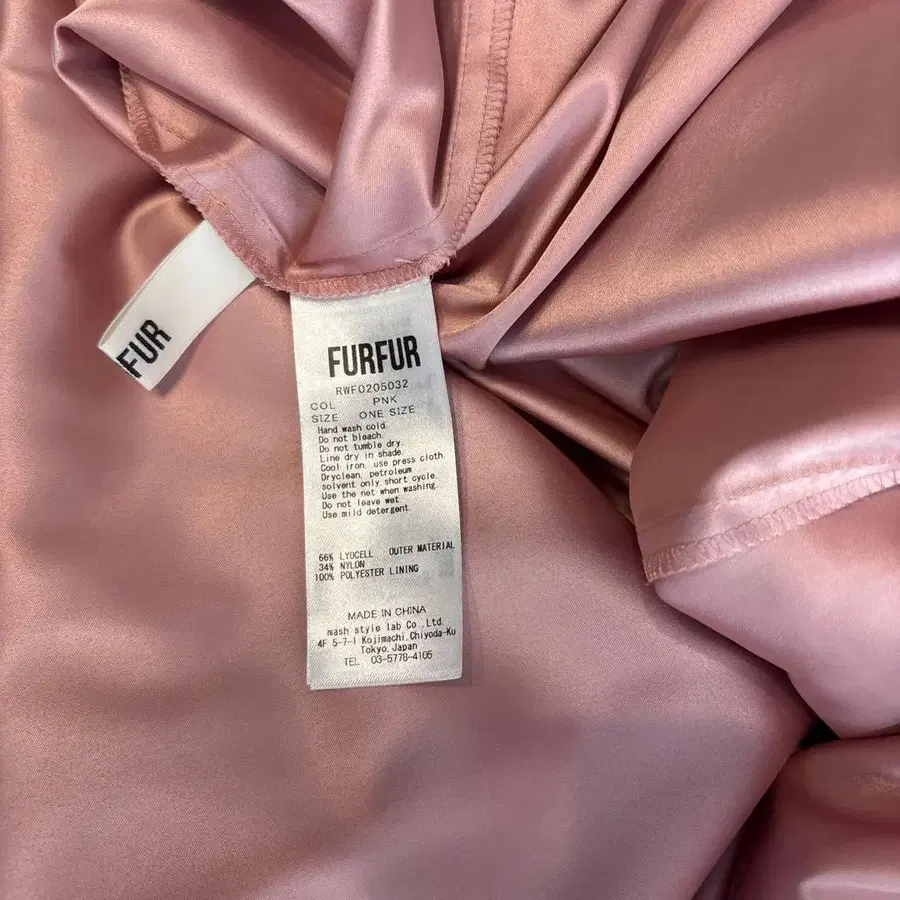 FUR
FURFUR
RWF0205032
COL PNK
SIZE ONE SIZE
Hand wash cold.
Do not bleach.
Do not tumble dry.
Line dry in shade.
Cool iron, use press cloth.
Dryclean, petroleum
solvent only short cycle.
Use the net when washing
Do not leave wet.
Use mild detergent.
66% LYOCELL OUTER MATERIAL
34% NYLON
100% POLYESTER LINING
MADE IN CHINA
mash style lab Co.,Ltd.
4F 5-7-1 Kojimachi,Chiyoda-Ku
Tokyo,Japan
TEL 03-5778-4105